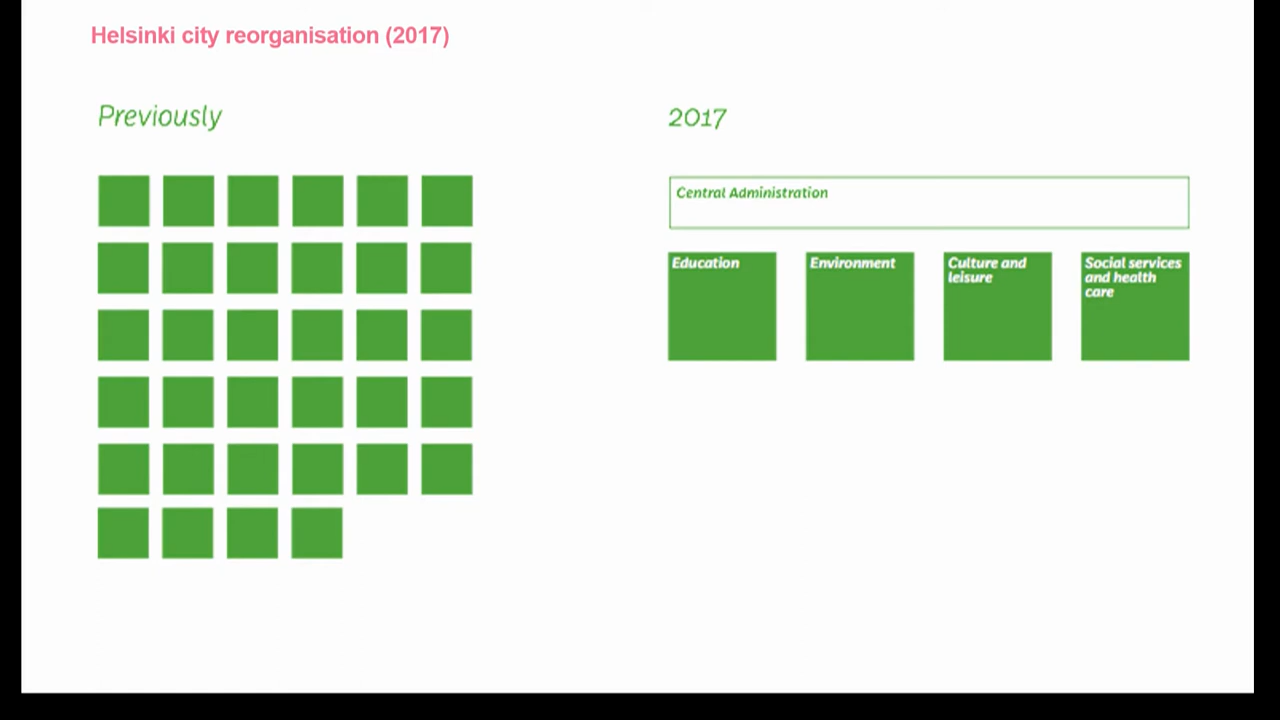 Helsinki city reorganisation (2017)
Previously
2017
Central Administration
Education
Environment
Culture and
leisure
Social services
and health
care